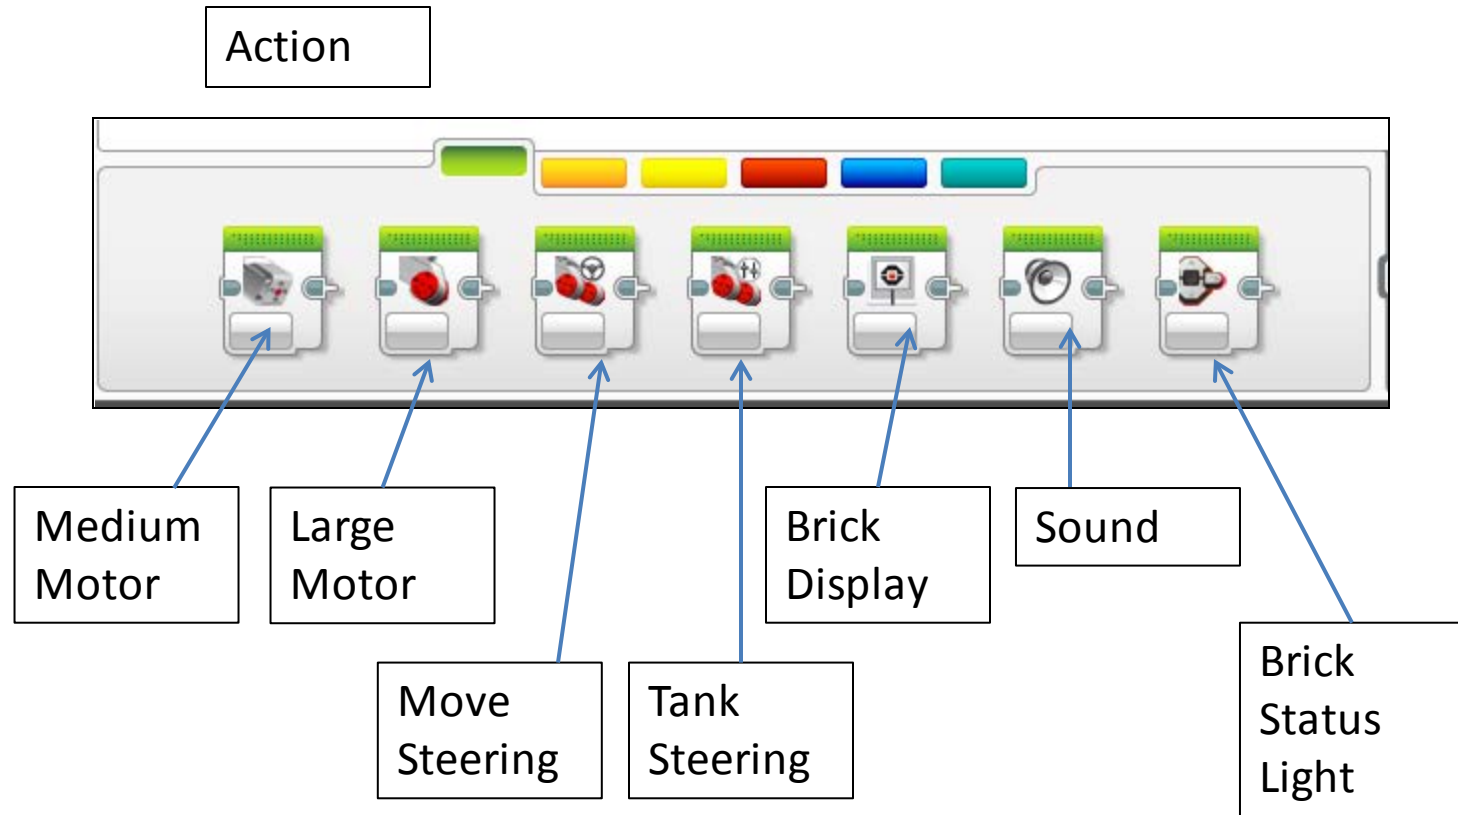 Action
Medium
Motor
Large
Motor
Move
Steering
Tank
Steering
Brick
Display
Sound
Brick
Status
Light